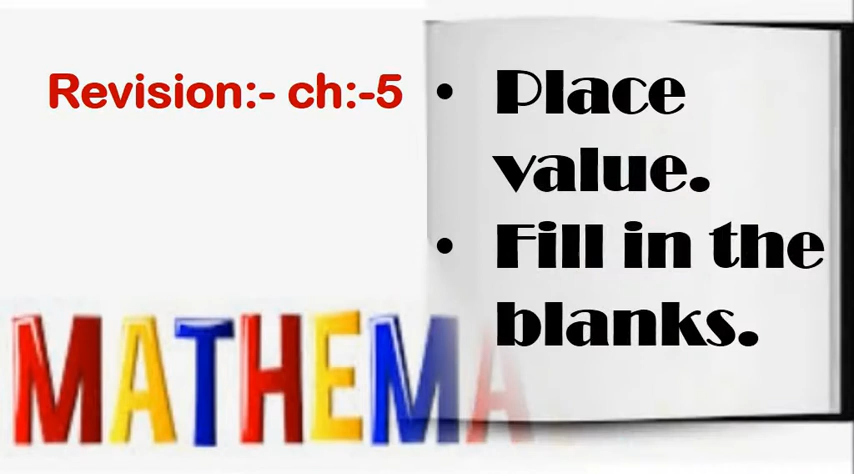 Revision:- ch:-5
• Place
value.
• Fill in the
blanks.
MATHEMA